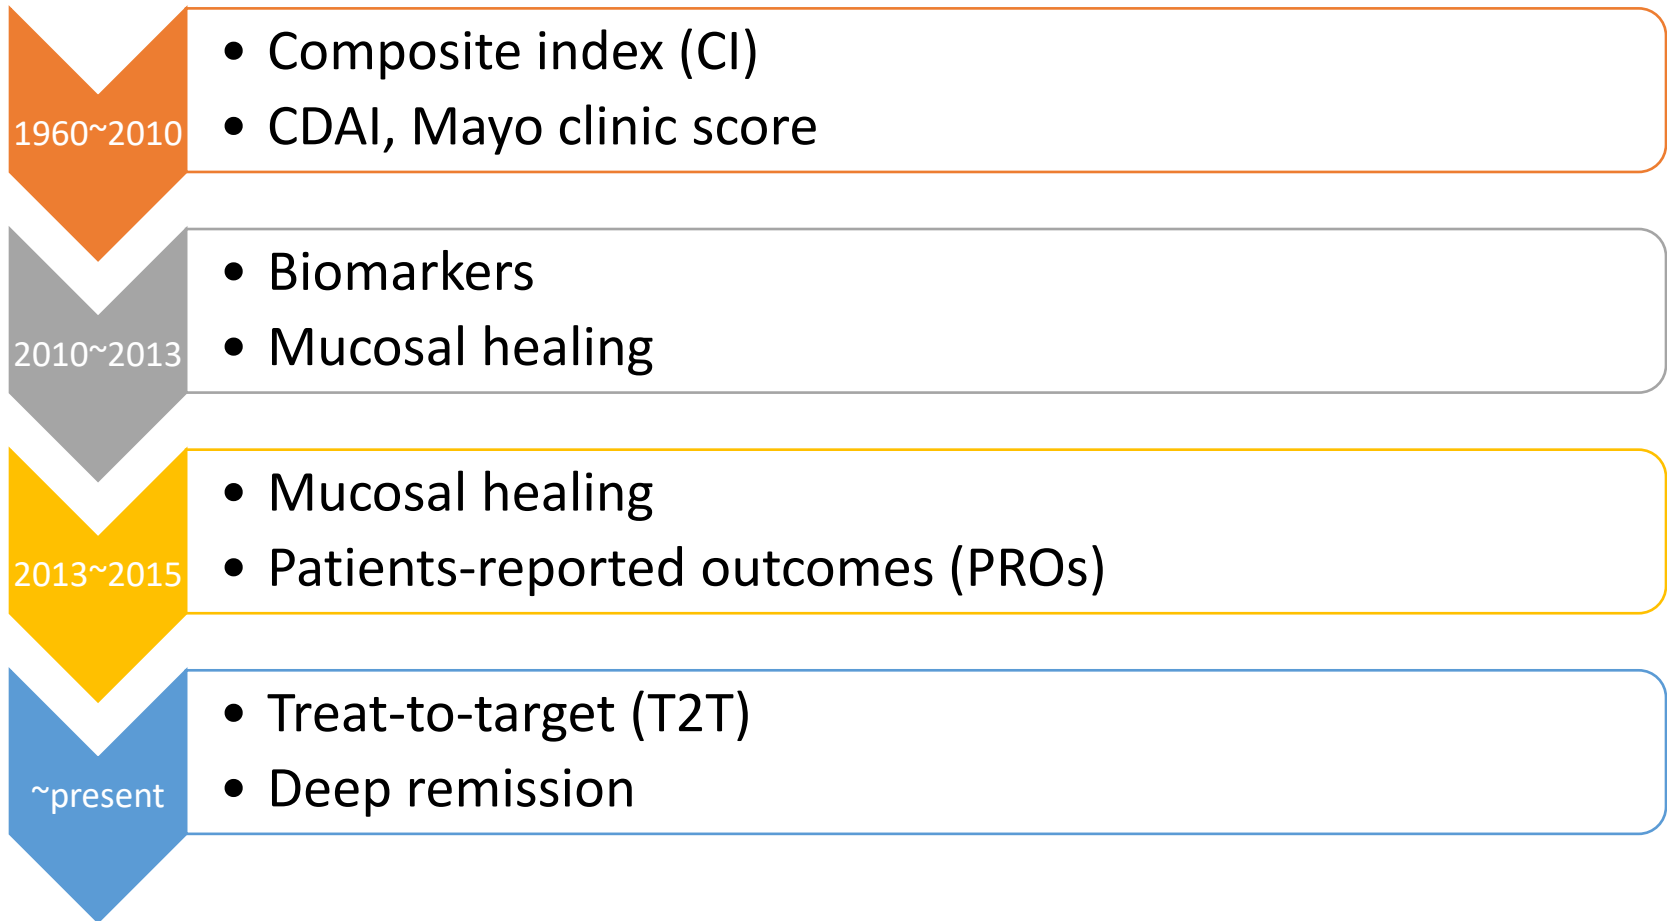 1960~2010
• Composite index (CI)
• CDAI, Mayo clinic score
2010~2013
• Biomarkers
• Mucosal healing
2013~2015
• Mucosal healing
• Patients-reported outcomes (PROs)
~present
• Treat-to-target (T2T)
• Deep remission